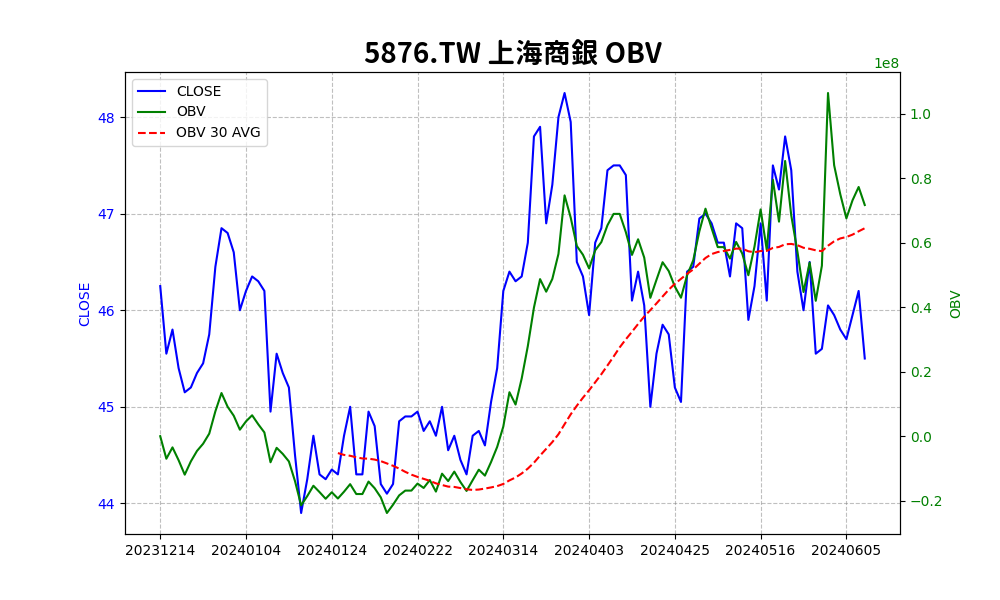 5876.TW 上海商銀 OBV
1e8
CLOSE
OBV
OBV 30 AVG
48
47
46
45
44
CLOSE
1.0
0.8
0.6
0.4
0.2
0.0
−0.2
OBV
20231214 20240104 20240124 20240222 20240314 20240403 20240425 20240516 20240605